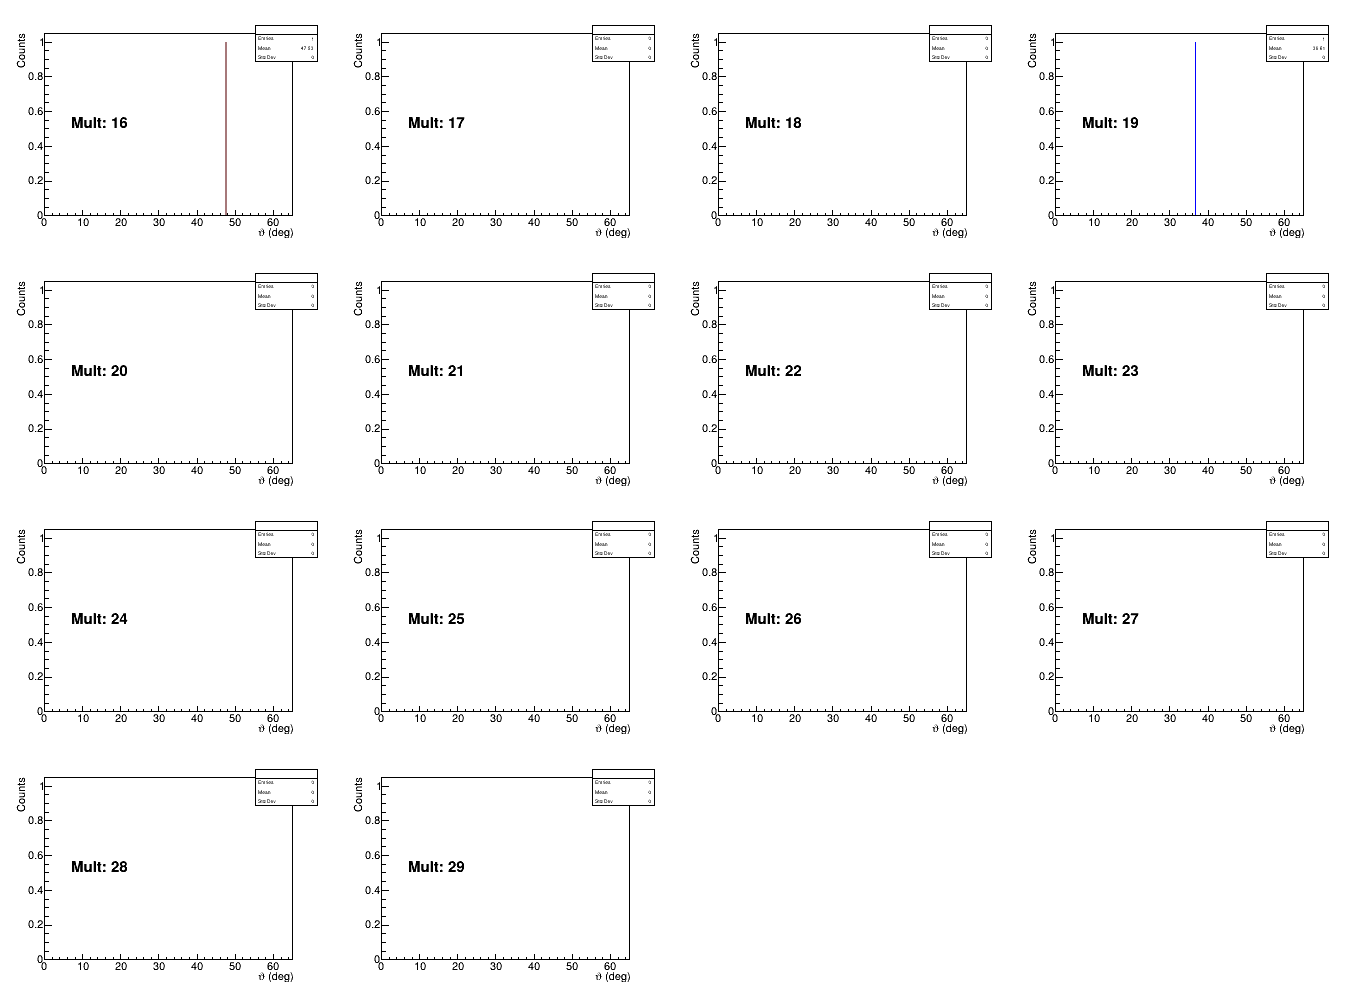 Counts
Entries 1
Mean 47.53
Std Dev 0
1
0.8
0.6
Mult: 16
0.4
0.2
0
0 10 20 30 40 50 60
ϑ (deg)
Counts
Entries 0
Mean 0
Std Dev 0
1
0.8
0.6
Mult: 17
0.4
0.2
0
0 10 20 30 40 50 60
ϑ (deg)
Counts
Entries 0
Mean 0
Std Dev 0
1
0.8
0.6
Mult: 18
0.4
0.2
0
0 10 20 30 40 50 60
ϑ (deg)
Counts
Entries 1
Mean 36.61
Std Dev 0
1
0.8
0.6
Mult: 19
0.4
0.2
0
0 10 20 30 40 50 60
ϑ (deg)
Counts
Entries 0
Mean 0
Std Dev 0
1
0.8
0.6
Mult: 20
0.4
0.2
0
0 10 20 30 40 50 60
ϑ (deg)
Counts
Entries 0
Mean 0
Std Dev 0
1
0.8
0.6
Mult: 21
0.4
0.2
0
0 10 20 30 40 50 60
ϑ (deg)
Counts
Entries 0
Mean 0
Std Dev 0
1
0.8
0.6
Mult: 22
0.4
0.2
0
0 10 20 30 40 50 60
ϑ (deg)
Counts
Entries 0
Mean 0
Std Dev 0
1
0.8
0.6
Mult: 23
0.4
0.2
0
0 10 20 30 40 50 60
ϑ (deg)
Counts
Entries 0
Mean 0
Std Dev 0
1
0.8
0.6
Mult: 24
0.4
0.2
0
0 10 20 30 40 50 60
ϑ (deg)
Counts
Entries 0
Mean 0
Std Dev 0
1
0.8
0.6
Mult: 25
0.4
0.2
0
0 10 20 30 40 50 60
ϑ (deg)
Counts
Entries 0
Mean 0
Std Dev 0
1
0.8
0.6
Mult: 26
0.4
0.2
0
0 10 20 30 40 50 60
ϑ (deg)
Counts
Entries 0
Mean 0
Std Dev 0
1
0.8
0.6
Mult: 27
0.4
0.2
0
0 10 20 30 40 50 60
ϑ (deg)
Counts
Entries 0
Mean 0
Std Dev 0
1
0.8
0.6
Mult: 28
0.4
0.2
0
0 10 20 30 40 50 60
ϑ (deg)
Counts
Entries 0
Mean 0
Std Dev 0
1
0.8
0.6
Mult: 29
0.4
0.2
0
0 10 20 30 40 50 60
ϑ (deg)